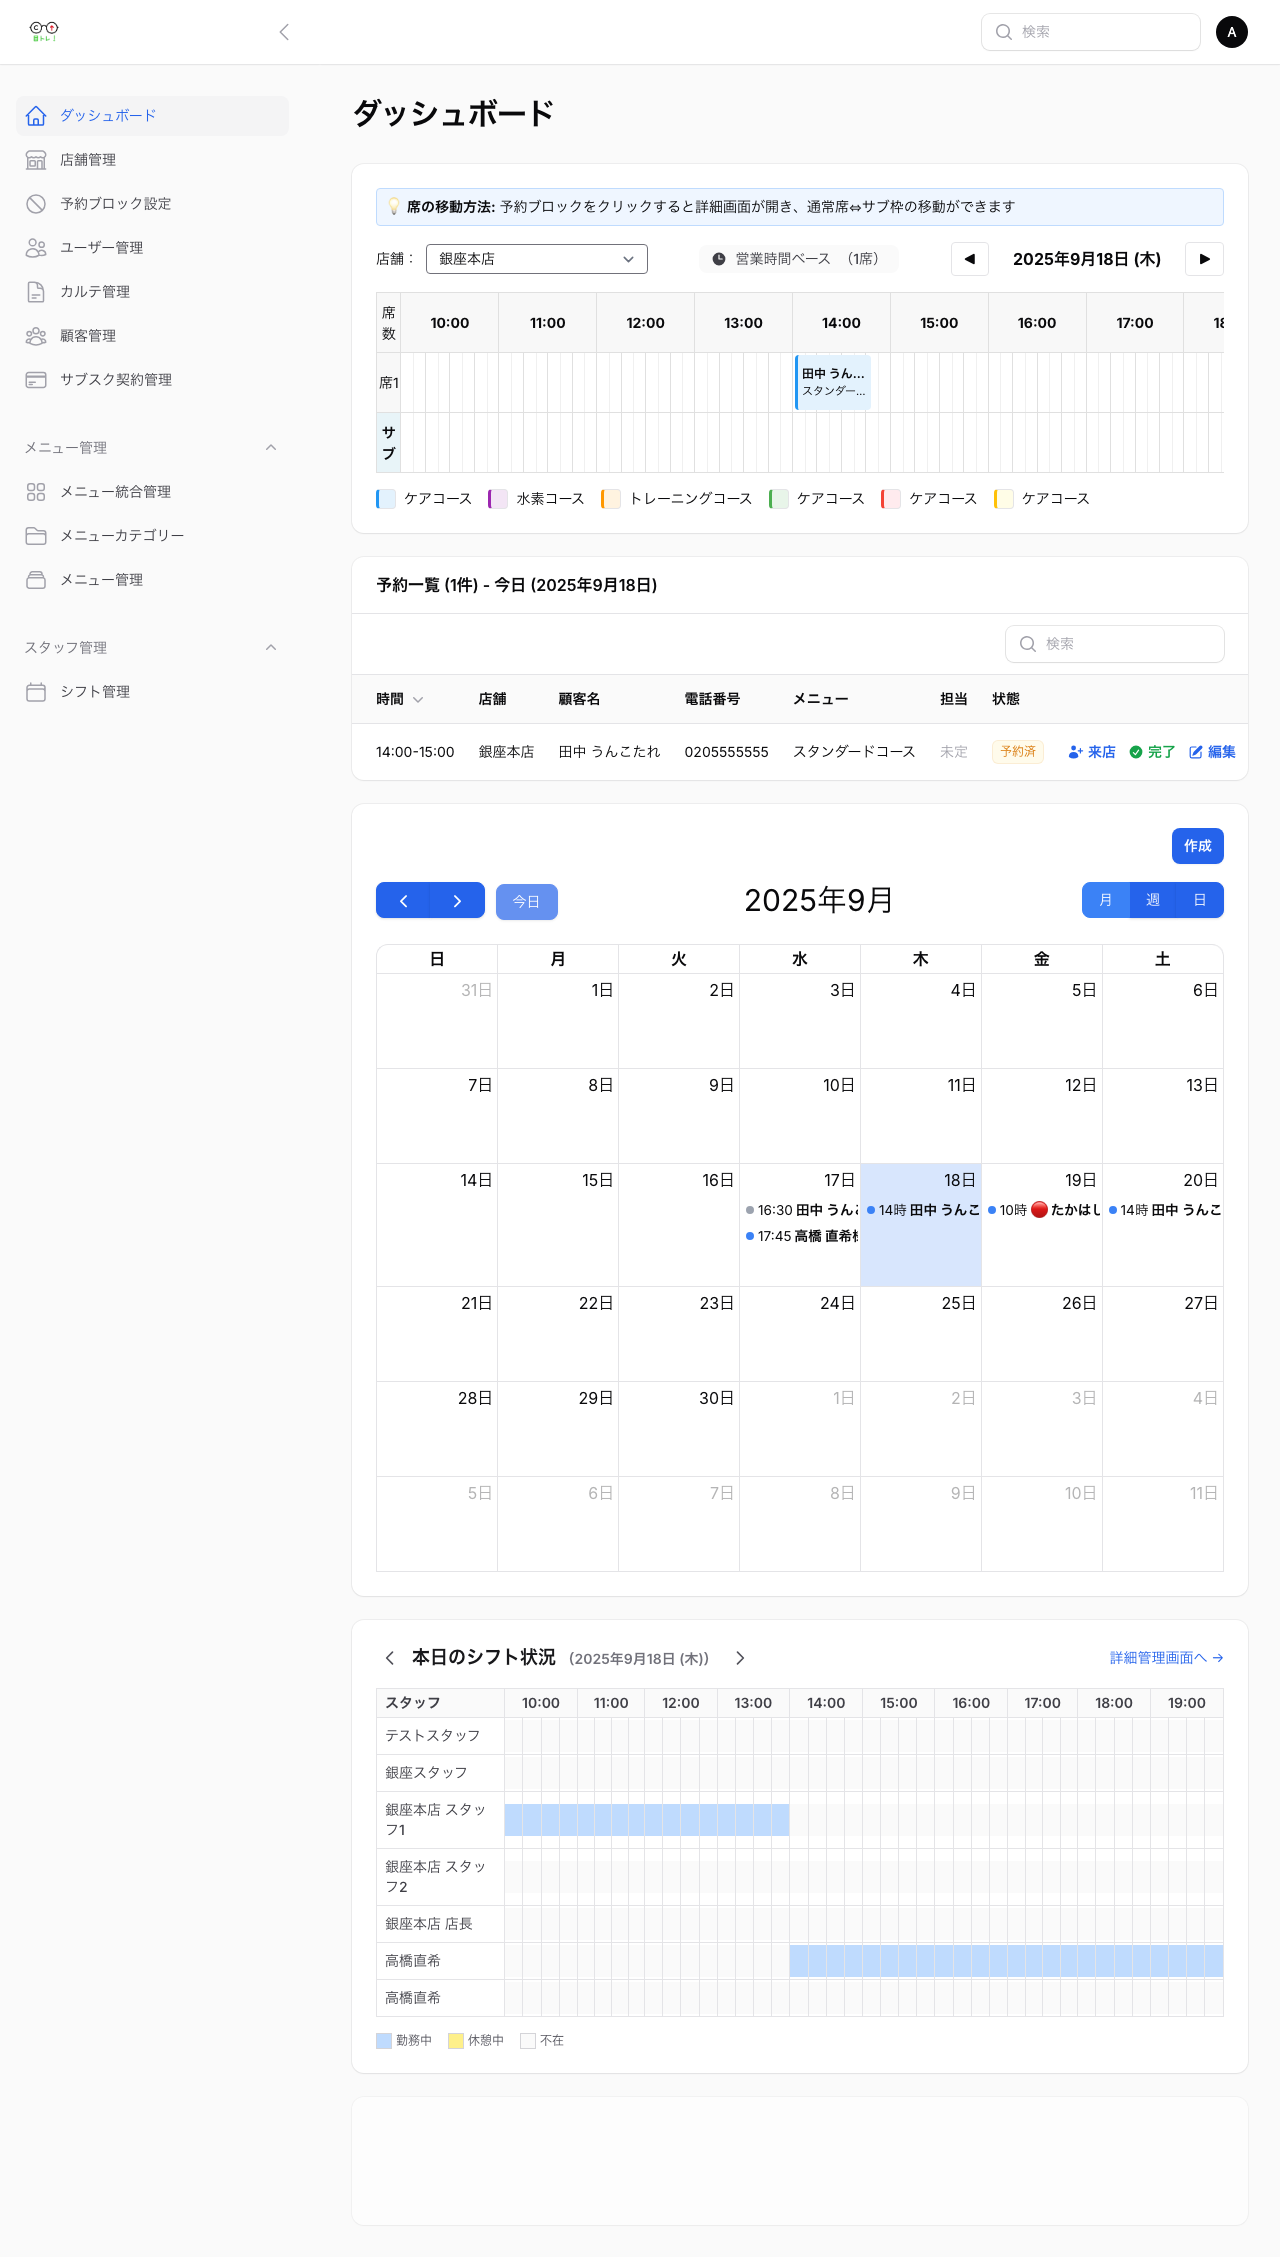 検索
A
ダッシュボード
店舗管理
予約ブロック設定
ユーザー管理
カルテ管理
顧客管理
サブスク契約管理
メニュー管理
メニュー統合管理
メニューカテゴリー
メニュー管理
スタッフ管理
シフト管理
ダッシュボード
💡 席の移動方法: 予約ブロックをクリックすると詳細画面が開き、通常席⇔サブ枠の移動ができます
店舗： 銀座本店 営業時間ベース （1席） ◀ 2025年9月18日 (木) ▶
席数 10:00 11:00 12:00 13:00 14:00 15:00 16:00 17:00 18
席1 田中 うん...
スタンダー...
サブ
ケアコース 水素コース トレーニングコース ケアコース ケアコース ケアコース
予約一覧 (1件) - 今日 (2025年9月18日)
検索
時間 店舗 顧客名 電話番号 メニュー 担当 状態
14:00-15:00 銀座本店 田中 うんこたれ 0205555555 スタンダードコース 未定 予約済 来店 完了 編集
作成
今日 2025年9月 月 週 日
日 月 火 水 木 金 土
31日 1日 2日 3日 4日 5日 6日
7日 8日 9日 10日 11日 12日 13日
14日 15日 16日 17日 18日 19日 20日
16:30 田中 うん 14時 田中 うんこ 10時 🔴 たかはし 14時 田中 うんこ
17:45 高橋 直希
21日 22日 23日 24日 25日 26日 27日
28日 29日 30日 1日 2日 3日 4日
5日 6日 7日 8日 9日 10日 11日
本日のシフト状況 （2025年9月18日 (木)） 詳細管理画面へ →
スタッフ 10:00 11:00 12:00 13:00 14:00 15:00 16:00 17:00 18:00 19:00
テストスタッフ
銀座スタッフ
銀座本店 スタッ
フ1
銀座本店 スタッ
フ2
銀座本店 店長
高橋直希
高橋直希
勤務中 休憩中 不在